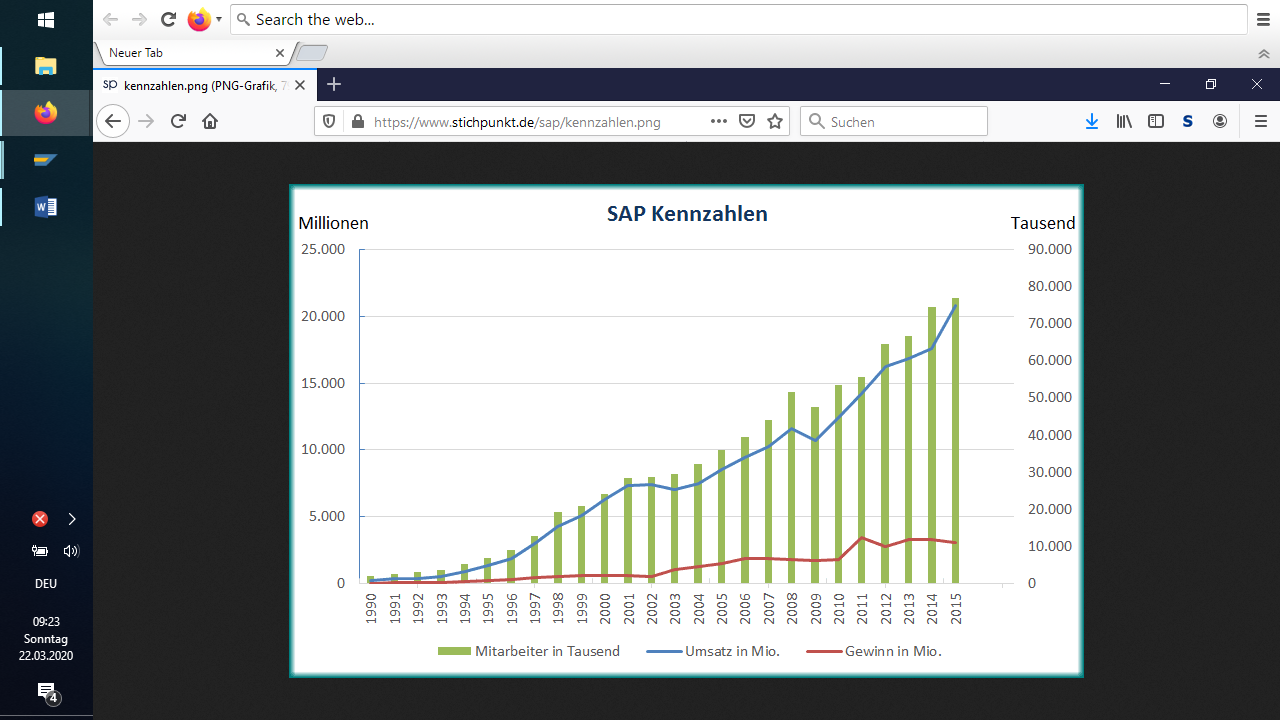 Search the web...
Neuer Tab
kennzahlen.png (PNG-Grafik, 7
https://www.stichpunkt.de/sap/kennzahlen.png
Suchen
S
SAP Kennzahlen
Millionen
Tausend
25.000
20.000
15.000
10.000
5.000
0
90.000
80.000
70.000
60.000
50.000
40.000
30.000
20.000
10.000
0
1990 1991 1992 1993 1994 1995 1996 1997 1998 1999 2000 2001 2002 2003 2004 2005 2006 2007 2008 2009 2010 2011 2012 2013 2014 2015
Mitarbeiter in Tausend Umsatz in Mio. Gewinn in Mio.
DEU
09:23
Sonntag
22.03.2020
4